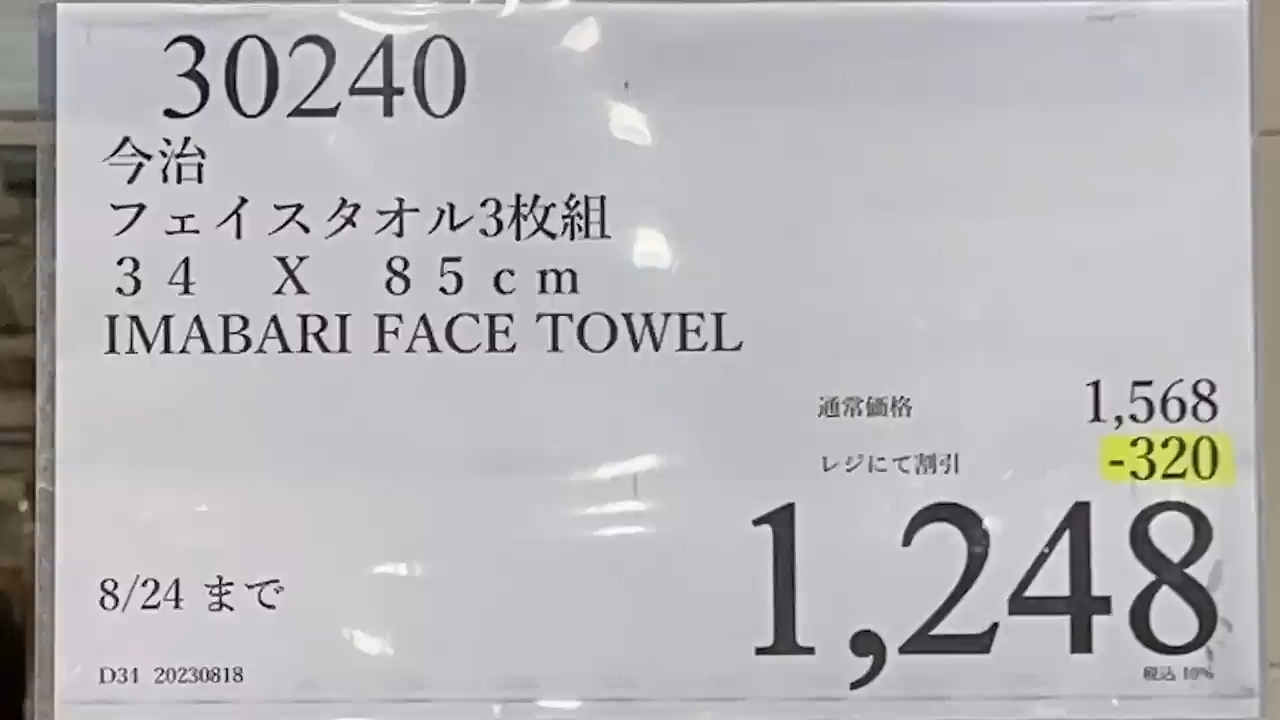 30240
今治
フェイスタオル3枚組
３４　X　８５ｃｍ
IMABARI FACE TOWEL
通常価格 1,568
レジにて割引 -320
1,248
税込 10%
8/24 まで
D31 20230818